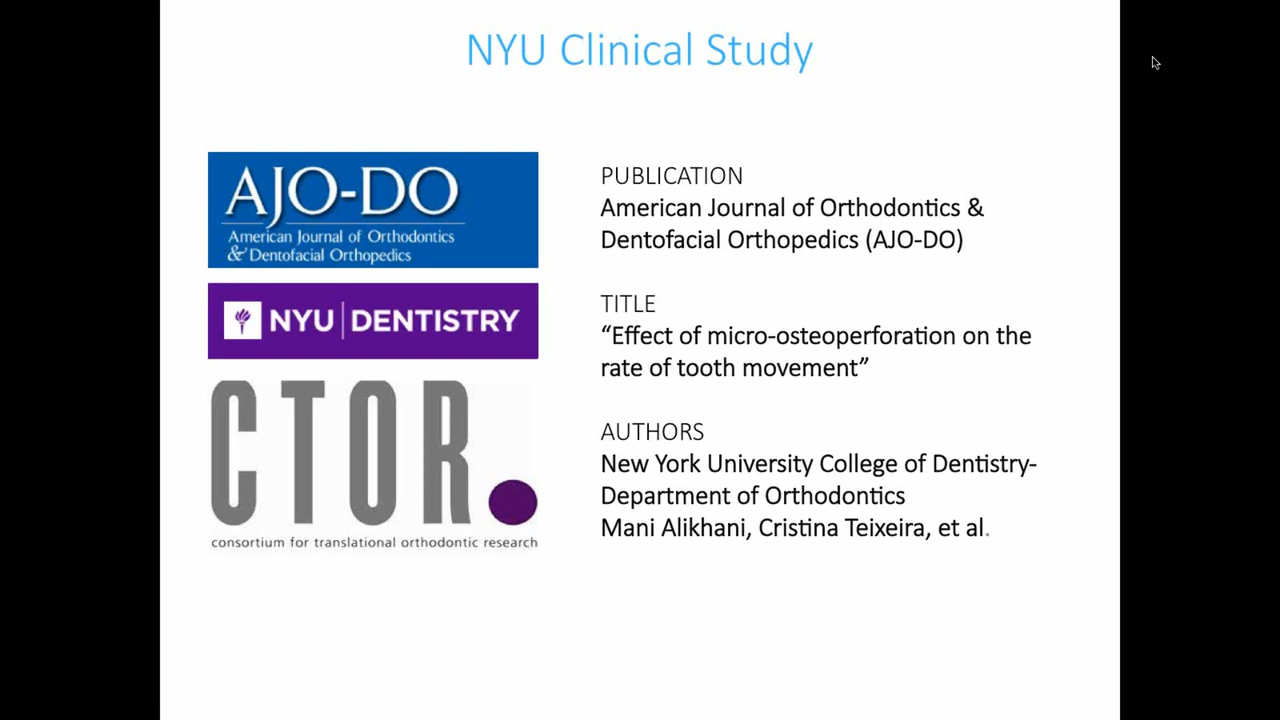 NYU Clinical Study
AJO-DO
American Journal of Orthodontics
& Dentofacial Orthopedics
NYU | DENTISTRY
CTOR.
consortium for translational orthodontic research
PUBLICATION
American Journal of Orthodontics &
Dentofacial Orthopedics (AJO-DO)
TITLE
“Effect of micro-osteoperforation on the
rate of tooth movement”
AUTHORS
New York University College of Dentistry-
Department of Orthodontics
Mani Alikhani, Cristina Teixeira, et al.